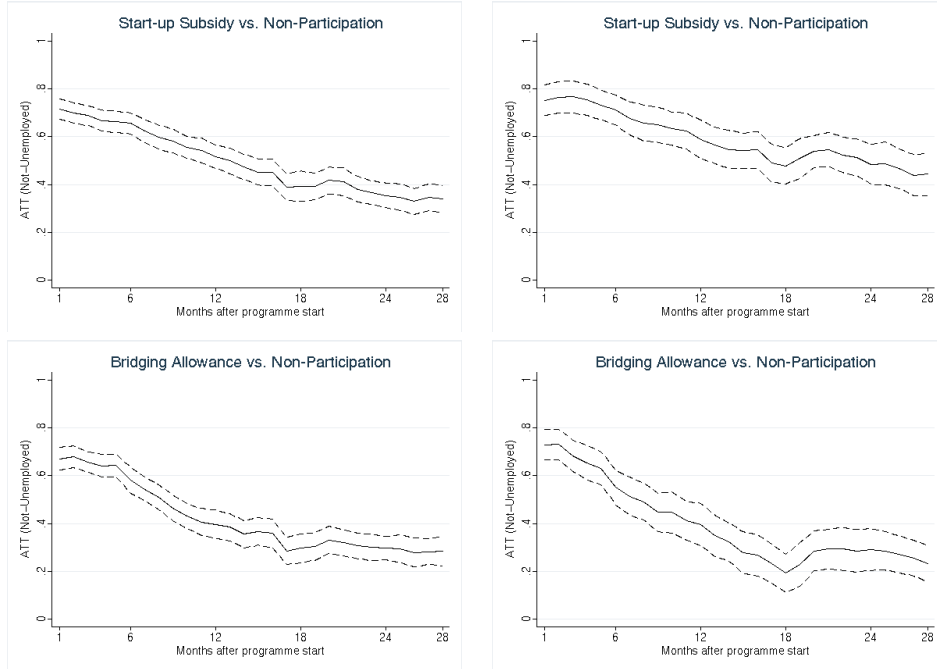 Start-up Subsidy vs. Non-Participation
ATT (Not-Unemployed)
1
.8
.6
.4
.2
0
1 6 12 18 24 28
Months after programme start
Start-up Subsidy vs. Non-Participation
ATT (Not-Unemployed)
1
.8
.6
.4
.2
0
1 6 12 18 24 28
Months after programme start
Bridging Allowance vs. Non-Participation
ATT (Not-Unemployed)
1
.8
.6
.4
.2
0
1 6 12 18 24 28
Months after programme start
Bridging Allowance vs. Non-Participation
ATT (Not-Unemployed)
1
.8
.6
.4
.2
0
1 6 12 18 24 28
Months after programme start